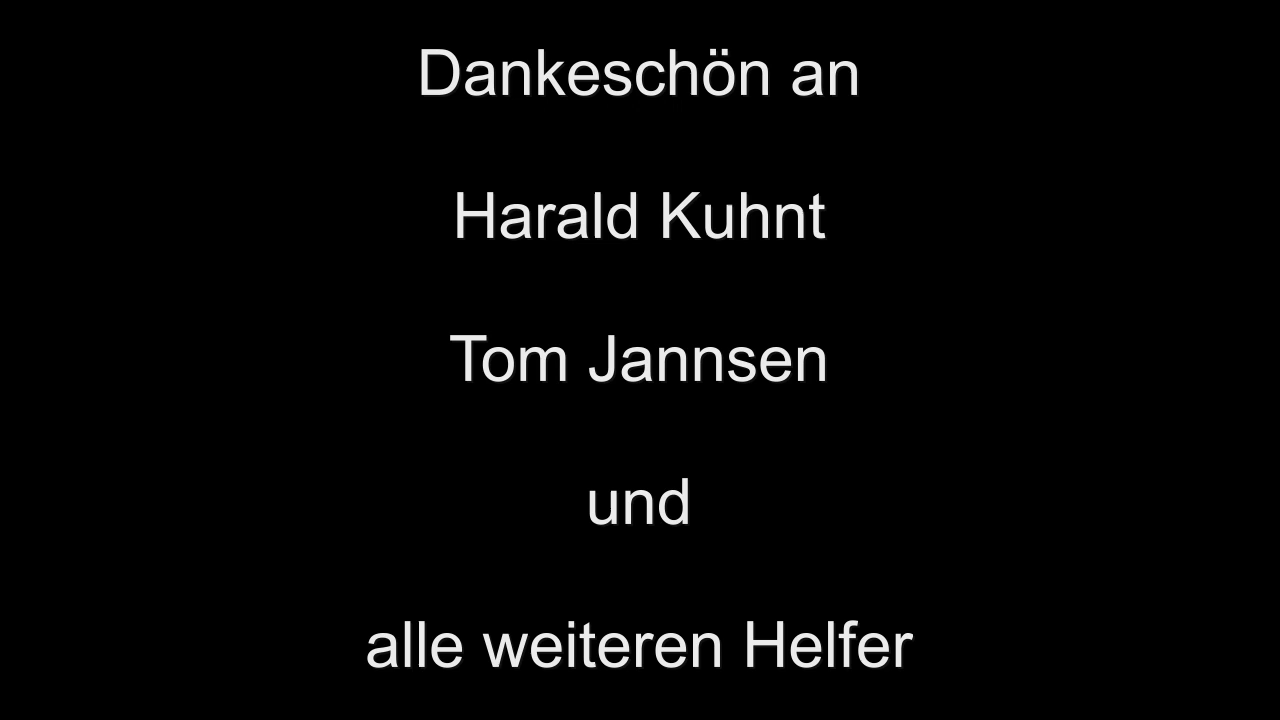 Dankeschön an
Harald Kuhnt
Tom Jannsen
und
alle weiteren Helfer